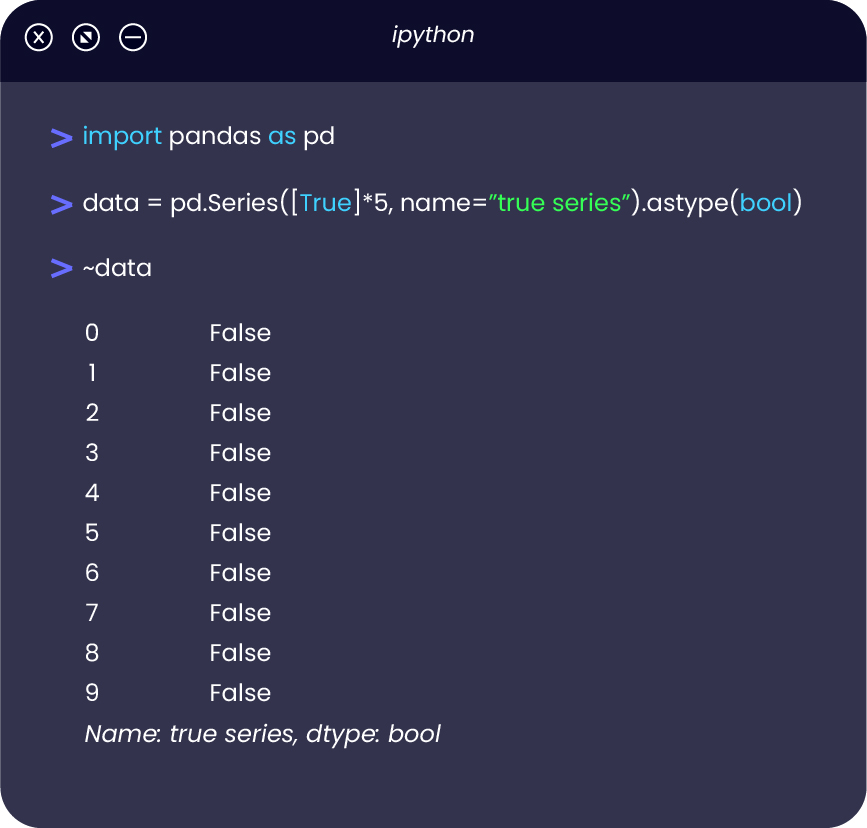 ipython
> import pandas as pd
> data = pd.Series([True]*5, name=”true series”).astype(bool)
> ~data
0 False
1 False
2 False
3 False
4 False
5 False
6 False
7 False
8 False
9 False
Name: true series, dtype: bool